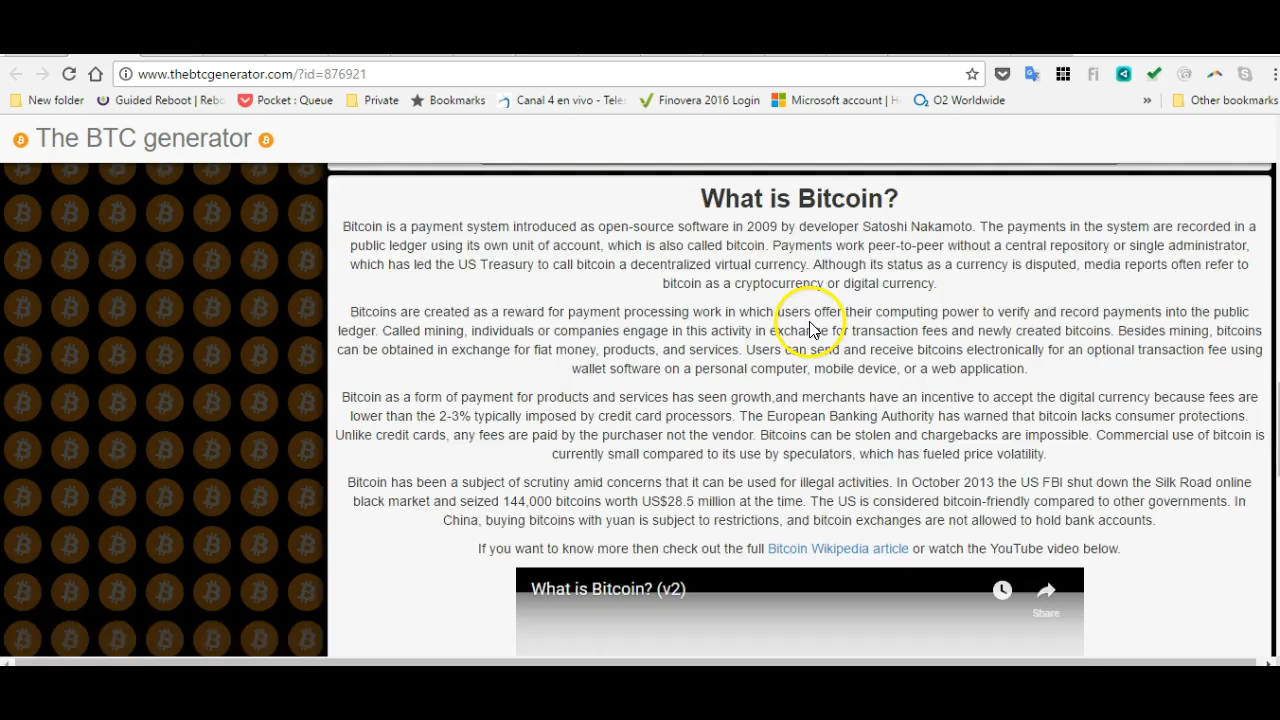 www.thebtcgenerator.com/?id=876921
New folder Guided Reboot | Rebo Pocket : Queue Private Bookmarks Canal 4 en vivo - Tele Finovera 2016 Login Microsoft account | H O2 Worldwide » Other bookmarks
The BTC generator
What is Bitcoin?
Bitcoin is a payment system introduced as open-source software in 2009 by developer Satoshi Nakamoto. The payments in the system are recorded in a
public ledger using its own unit of account, which is also called bitcoin. Payments work peer-to-peer without a central repository or single administrator,
which has led the US Treasury to call bitcoin a decentralized virtual currency. Although its status as a currency is disputed, media reports often refer to
bitcoin as a cryptocurrency or digital currency.
Bitcoins are created as a reward for payment processing work in which users offer their computing power to verify and record payments into the public
ledger. Called mining, individuals or companies engage in this activity in exchange for transaction fees and newly created bitcoins. Besides mining, bitcoins
can be obtained in exchange for fiat money, products, and services. Users can send and receive bitcoins electronically for an optional transaction fee using
wallet software on a personal computer, mobile device, or a web application.
Bitcoin as a form of payment for products and services has seen growth,and merchants have an incentive to accept the digital currency because fees are
lower than the 2-3% typically imposed by credit card processors. The European Banking Authority has warned that bitcoin lacks consumer protections.
Unlike credit cards, any fees are paid by the purchaser not the vendor. Bitcoins can be stolen and chargebacks are impossible. Commercial use of bitcoin is
currently small compared to its use by speculators, which has fueled price volatility.
Bitcoin has been a subject of scrutiny amid concerns that it can be used for illegal activities. In October 2013 the US FBI shut down the Silk Road online
black market and seized 144,000 bitcoins worth US$28.5 million at the time. The US is considered bitcoin-friendly compared to other governments. In
China, buying bitcoins with yuan is subject to restrictions, and bitcoin exchanges are not allowed to hold bank accounts.
If you want to know more then check out the full Bitcoin Wikipedia article or watch the YouTube video below.
What is Bitcoin? (v2)
Share